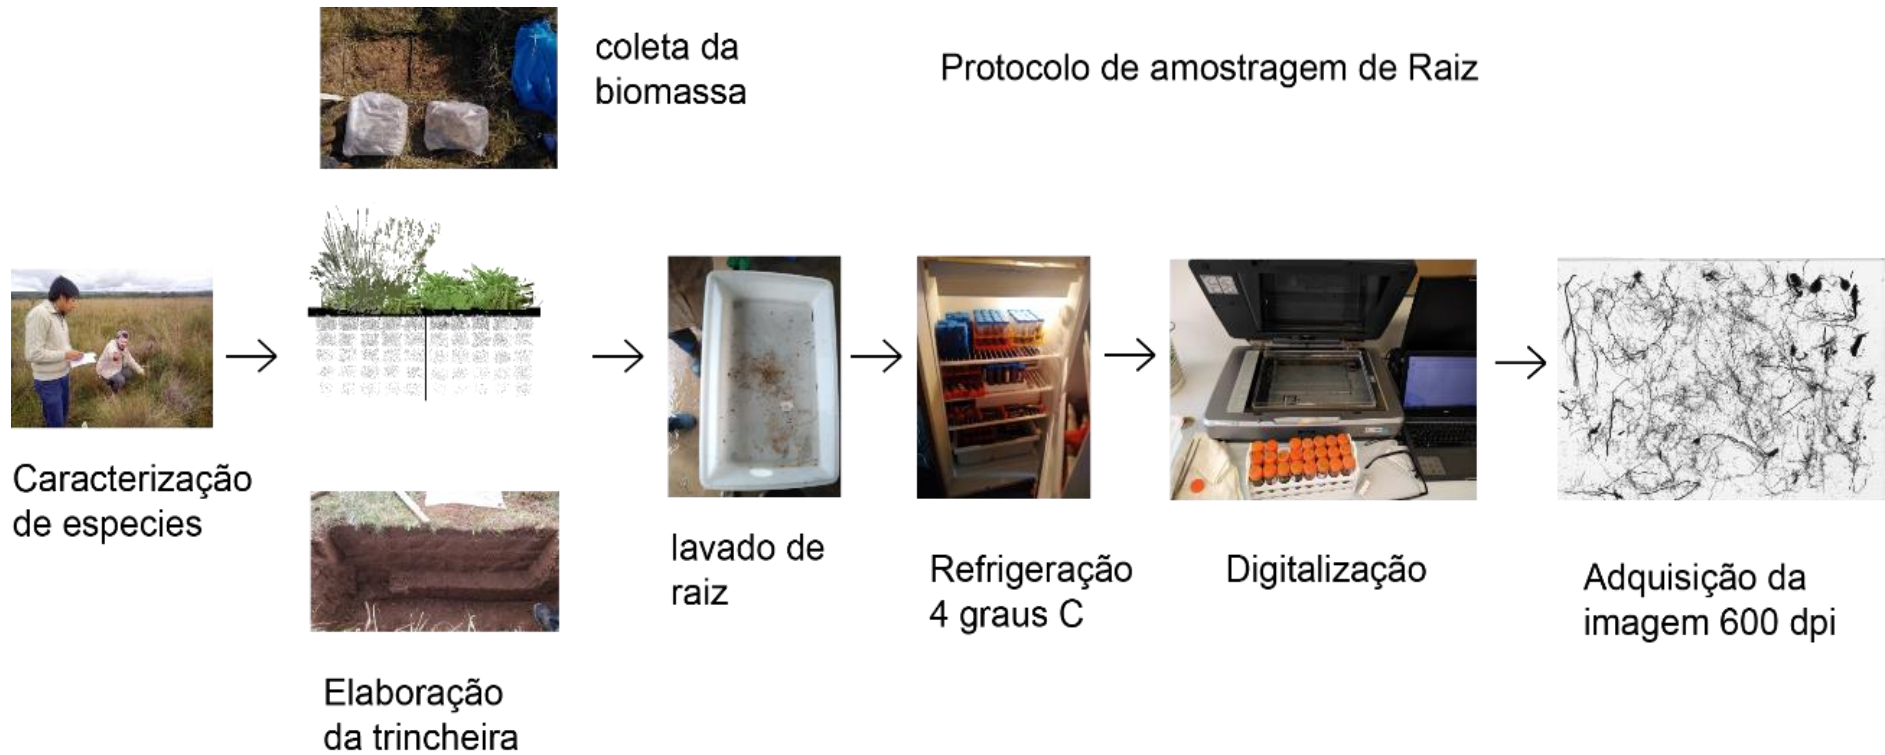 Protocolo de amostragem de Raiz
coleta da
biomassa
Caracterização
de especies
Elaboração
da trincheira
lavado de
raiz
Refrigeração
4 graus C
Digitalização
Adquisição da
imagem 600 dpi